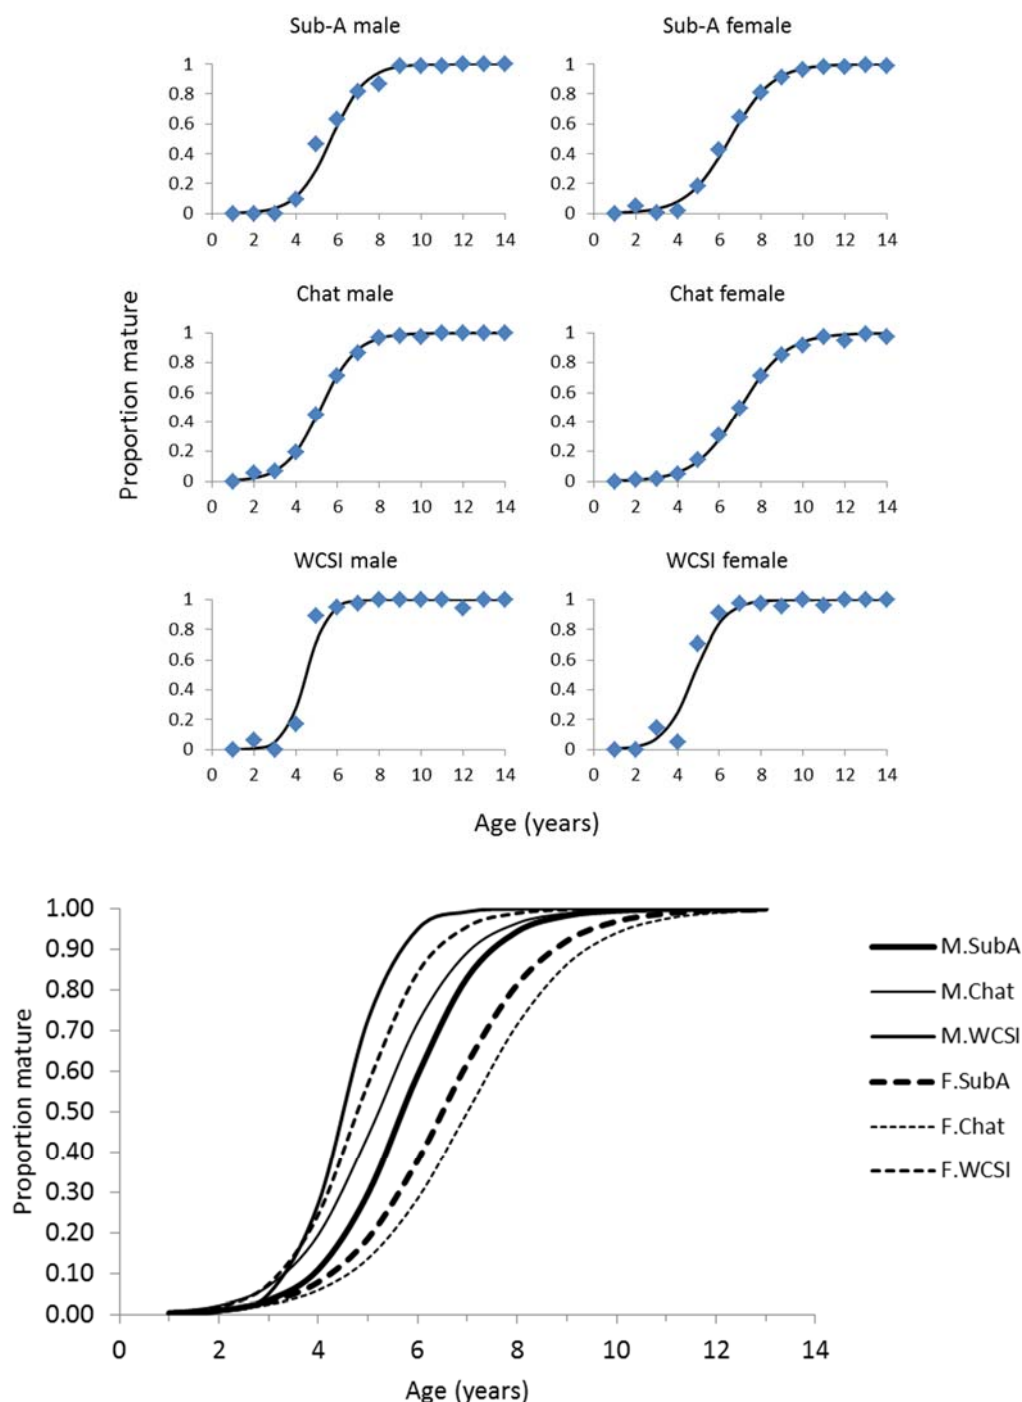 Sub-A male
Sub-A female
1
0.8
0.6
0.4
0.2
0
0 2 4 6 8 10 12 14
1
0.8
0.6
0.4
0.2
0
0 2 4 6 8 10 12 14
Chat male
Chat female
Proportion mature
1
0.8
0.6
0.4
0.2
0
0 2 4 6 8 10 12 14
1
0.8
0.6
0.4
0.2
0
0 2 4 6 8 10 12 14
WCSI male
WCSI female
1
0.8
0.6
0.4
0.2
0
0 2 4 6 8 10 12 14
1
0.8
0.6
0.4
0.2
0
0 2 4 6 8 10 12 14
Age (years)
Proportion mature
1.00
0.90
0.80
0.70
0.60
0.50
0.40
0.30
0.20
0.10
0.00
0 2 4 6 8 10 12 14
Age (years)
M.SubA
M.Chat
M.WCSI
F.SubA
F.Chat
F.WCSI